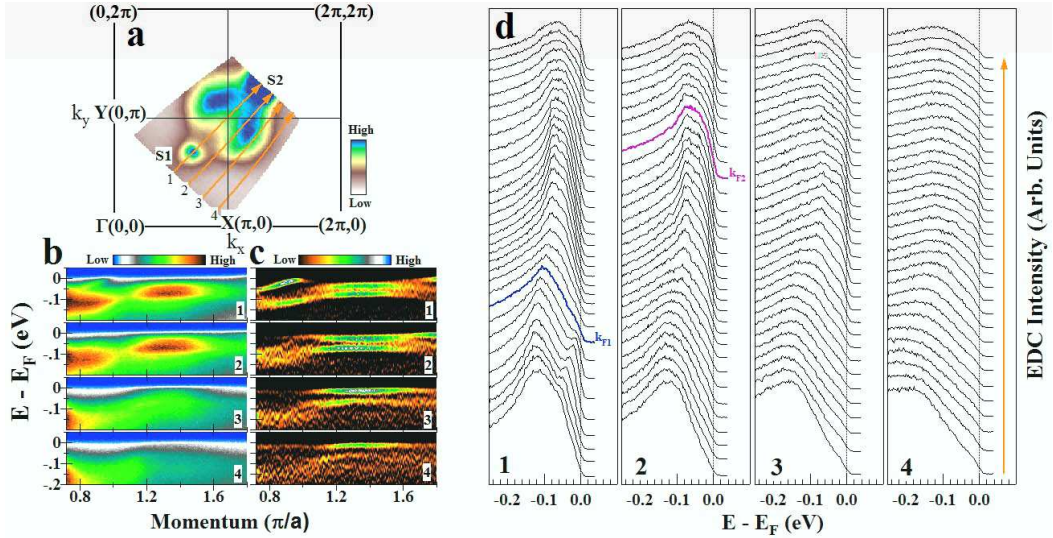 (0,2π)
(2π,2π)
a
S2
k_y Y(0,π)
High
Low
S1
1
2
3
4
Γ(0,0)
X(π,0)
(2π,0)
k_x
b
Low
High
c
Low
High
E - E_F (eV)
0
-.1
0
-.1
0
-.1
0
-.1
-.2
1
2
3
4
1
2
3
4
0.8
1.2
1.6
0.8
1.2
1.6
Momentum (π/a)
d
k_F1
k_F2
1
2
3
4
-0.2
-0.1
0.0
-0.2
-0.1
0.0
-0.2
-0.1
0.0
-0.2
-0.1
0.0
E - E_F (eV)
EDC Intensity (Arb. Units)